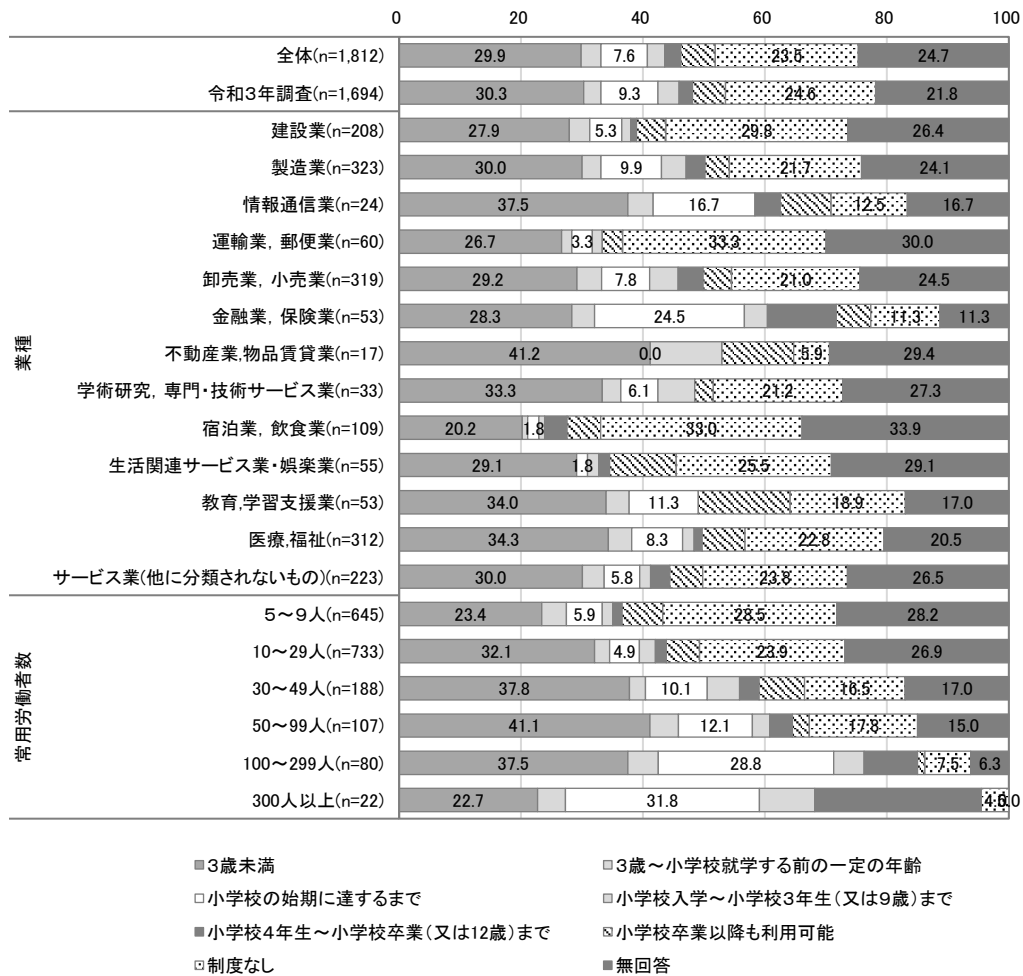 0 20 40 60 80 100
全体(n=1,812) 29.9 7.6 23.5 24.7
令和3年調査(n=1,694) 30.3 9.3 24.6 21.8
業種
建設業(n=208) 27.9 5.3 29.8 26.4
製造業(n=323) 30.0 9.9 21.7 24.1
情報通信業(n=24) 37.5 16.7 12.5 16.7
運輸業,郵便業(n=60) 26.7 3.3 33.3 30.0
卸売業,小売業(n=319) 29.2 7.8 21.0 24.5
金融業,保険業(n=53) 28.3 24.5 11.3 11.3
不動産業,物品賃貸業(n=17) 41.2 0.0 5.9 29.4
学術研究,専門・技術サービス業(n=33) 33.3 6.1 21.2 27.3
宿泊業,飲食業(n=109) 20.2 1.8 33.0 33.9
生活関連サービス業・娯楽業(n=55) 29.1 1.8 25.5 29.1
教育,学習支援業(n=53) 34.0 11.3 18.9 17.0
医療,福祉(n=312) 34.3 8.3 22.8 20.5
サービス業(他に分類されないもの)(n=223) 30.0 5.8 23.8 26.5
常用労働者数
5~9人(n=645) 23.4 5.9 28.5 28.2
10~29人(n=733) 32.1 4.9 23.9 26.9
30~49人(n=188) 37.8 10.1 16.5 17.0
50~99人(n=107) 41.1 12.1 17.8 15.0
100~299人(n=80) 37.5 28.8 7.5 6.3
300人以上(n=22) 22.7 31.8
3歳未満 3歳~小学校就学する前の一定の年齢
小学校の始期に達するまで 小学校入学~小学校3年生(又は9歳)まで
小学校4年生~小学校卒業(又は12歳)まで 小学校卒業以降も利用可能
制度なし 無回答